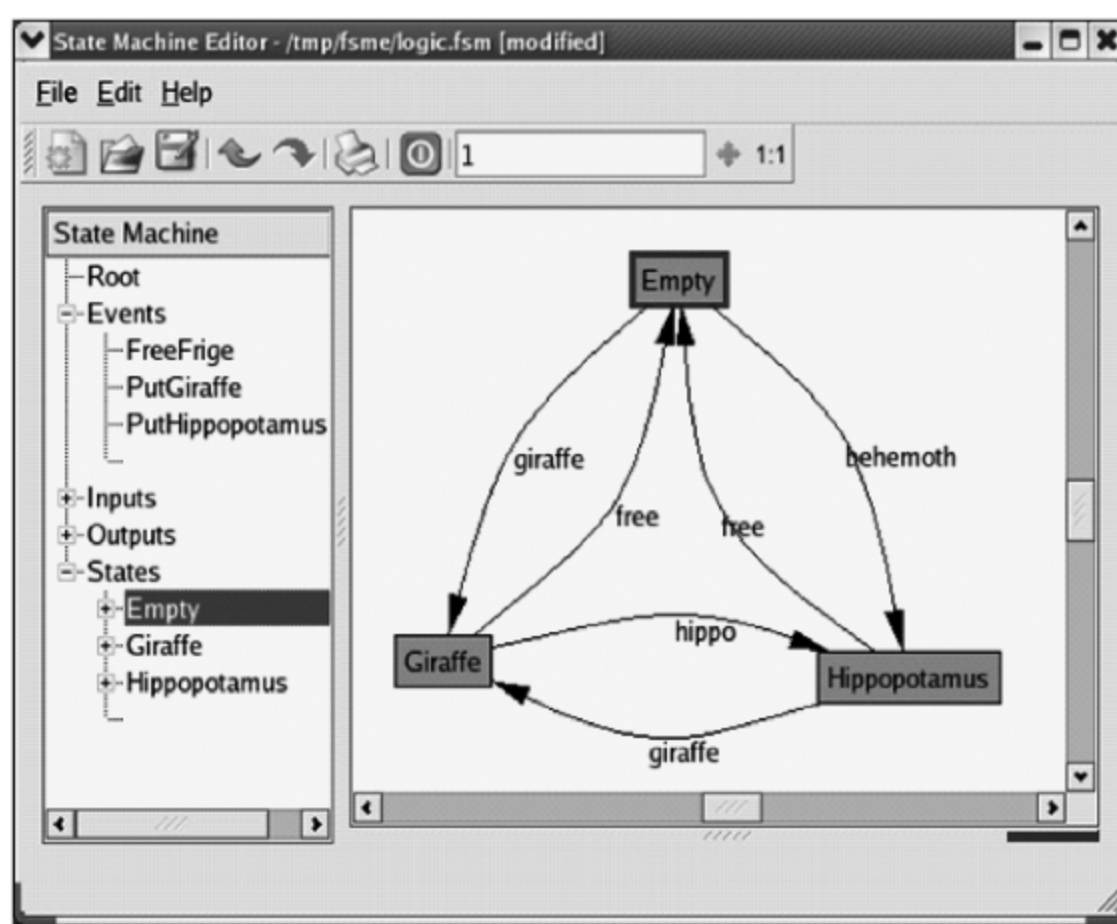 State Machine Editor - /tmp/fsme/logic.fsm [modified]
File Edit Help
1 1:1
State Machine
Root
Events
FreeFrige
PutGiraffe
PutHippopotamus
Inputs
Outputs
States
Empty
Giraffe
Hippopotamus
Empty
giraffe
behemoth
free
free
hippo
Giraffe
Hippopotamus
giraffe